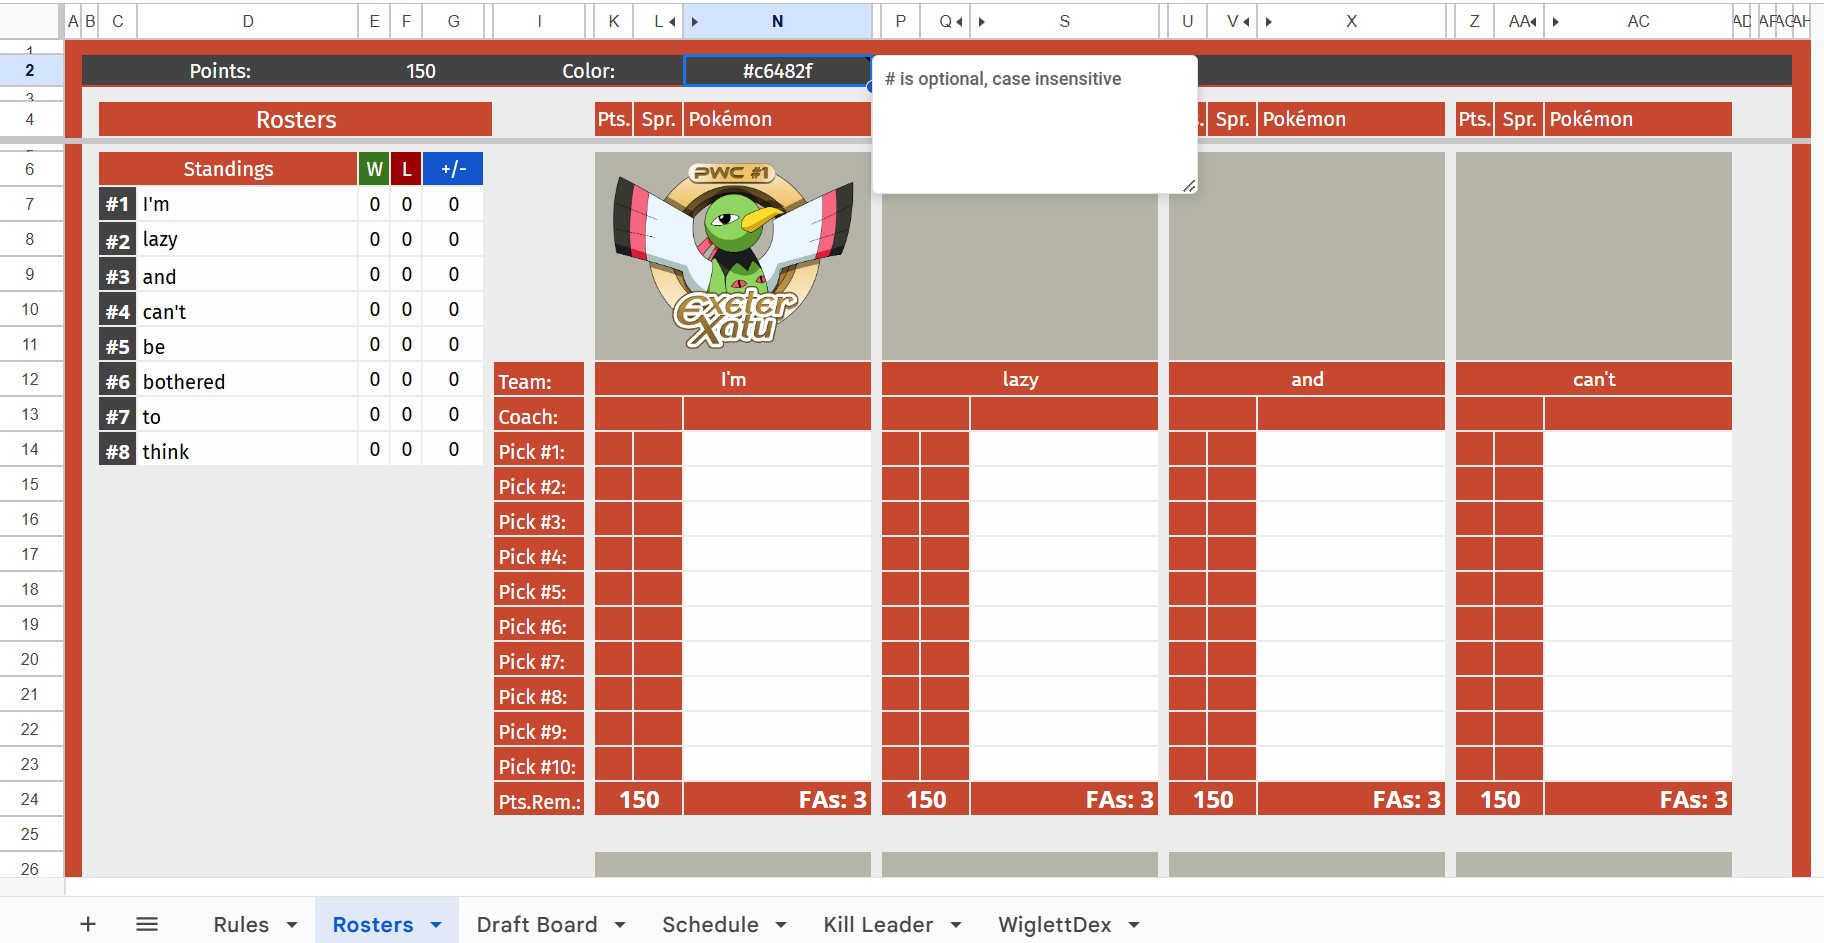 A B C D E F G I K L N P Q S U V X Z AA AC AD AF AG AH
1
2 Points: 150 Color: #c6482f
# is optional, case insensitive
3
4 Rosters Pts. Spr. Pokémon Spr. Pokémon Pts. Spr. Pokémon
6 Standings W L +/-
PWC #1
7 #1 I'm 0 0 0
8 #2 lazy 0 0 0
9 #3 and 0 0 0
10 #4 can't 0 0 0
Exeter
11 #5 be 0 0 0
Xatu
12 #6 bothered 0 0 0 Team: I'm lazy and can't
13 #7 to 0 0 0 Coach:
14 #8 think 0 0 0 Pick #1:
15 Pick #2:
16 Pick #3:
17 Pick #4:
18 Pick #5:
19 Pick #6:
20 Pick #7:
21 Pick #8:
22 Pick #9:
23 Pick #10:
24 Pts.Rem.: 150 FAs: 3 150 FAs: 3 150 FAs: 3 150 FAs: 3
25
26
Rules Rosters Draft Board Schedule Kill Leader WiglettDex